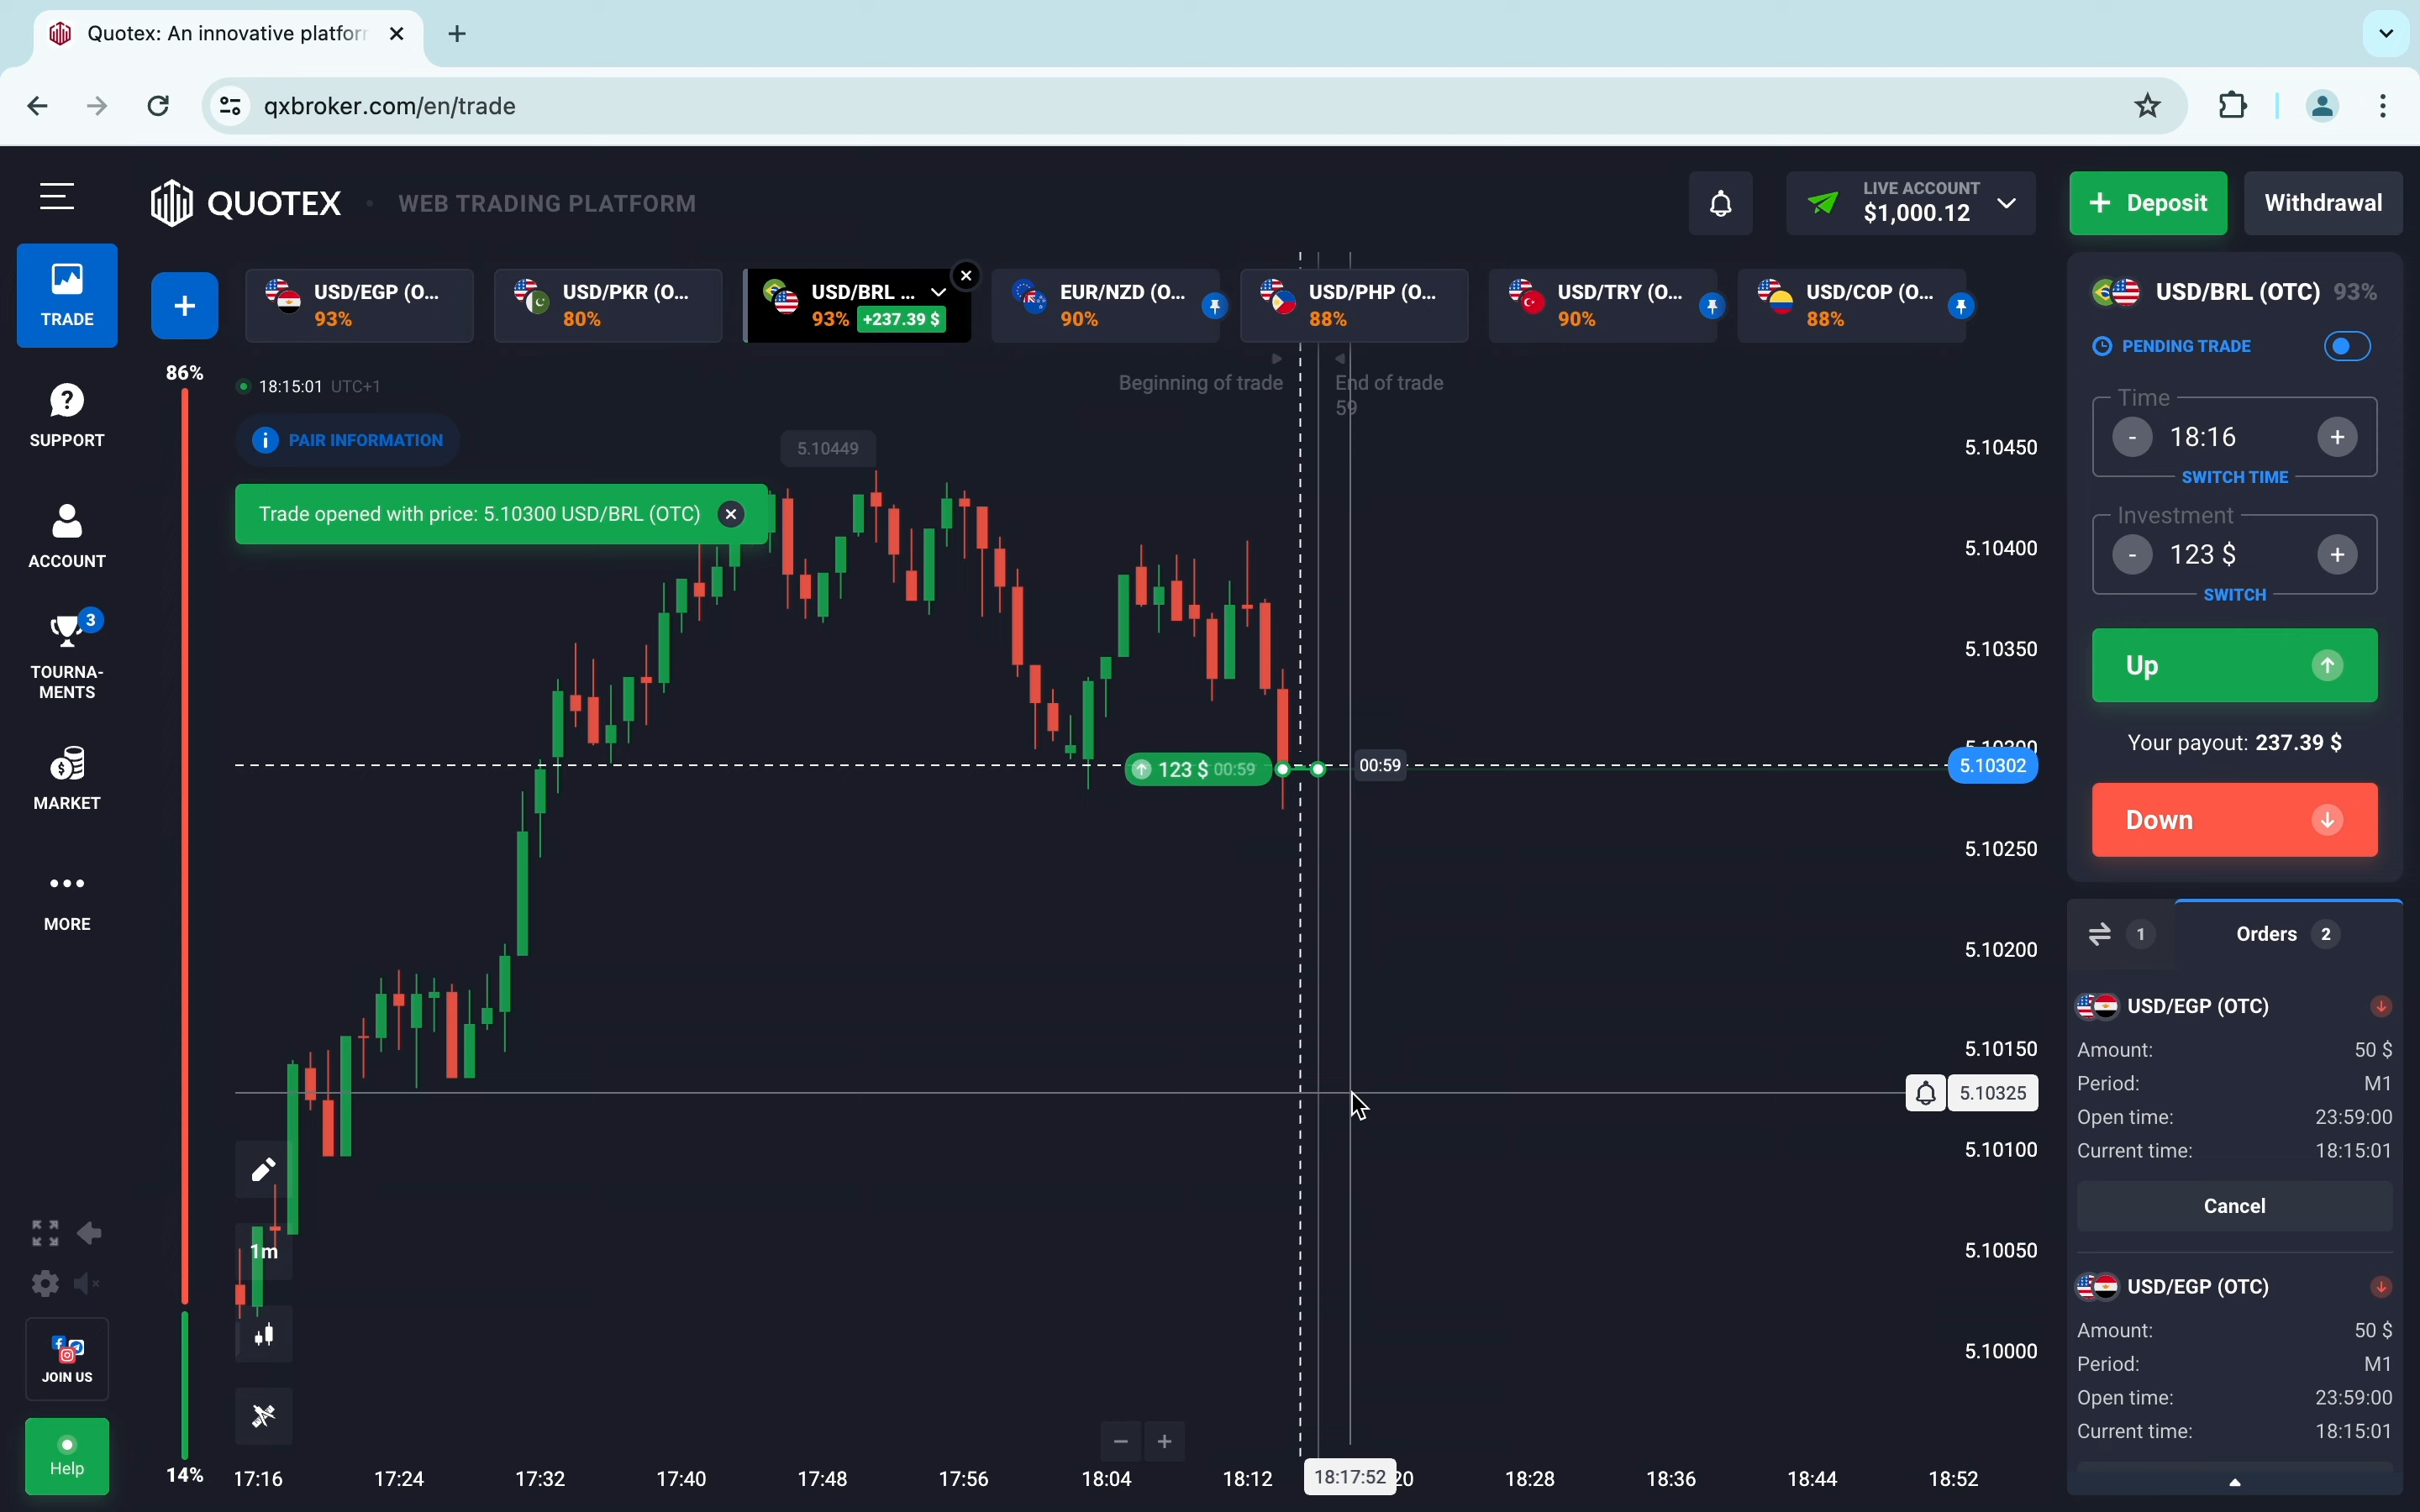 Quotex: An innovative platfor
qxbroker.com/en/trade
QUOTEX
WEB TRADING PLATFORM
LIVE ACCOUNT
$1,000.12
Deposit
Withdrawal
TRADE
SUPPORT
ACCOUNT
3
TOURNA-
MENTS
MARKET
MORE
JOIN US
Help
USD/EGP (O...
93%
USD/PKR (O...
80%
USD/BRL ...
93% +237.39 $
EUR/NZD (O...
90%
USD/PHP (O...
88%
USD/TRY (O...
90%
USD/COP (O...
88%
86%
14%
18:15:01 UTC+1
PAIR INFORMATION
Trade opened with price: 5.10300 USD/BRL (OTC)
5.10449
Beginning of trade
End of trade
59
123 $ 00:59
00:59
5.10450
5.10400
5.10350
5.10300
5.10302
5.10250
5.10200
5.10150
5.10325
5.10100
5.10050
5.10000
1m
17:16
17:24
17:32
17:40
17:48
17:56
18:04
18:12
18:17:52
20
18:28
18:36
18:44
18:52
USD/BRL (OTC) 93%
PENDING TRADE
Time
- 18:16 +
SWITCH TIME
Investment
- 123 $ +
SWITCH
Up
Your payout: 237.39 $
Down
1
Orders 2
USD/EGP (OTC)
Amount: 50 $
Period: M1
Open time: 23:59:00
Current time: 18:15:01
Cancel
USD/EGP (OTC)
Amount: 50 $
Period: M1
Open time: 23:59:00
Current time: 18:15:01